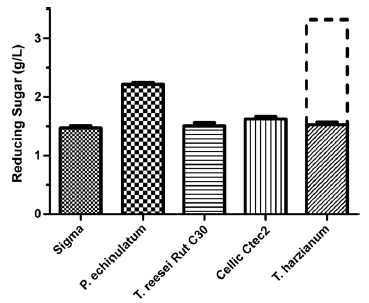 Reducing Sugar (g/L)
3
2
1
0
Sigma
P. echinulatum
T. reesei Rut C30
Cellic Ctec2
T. harzianum